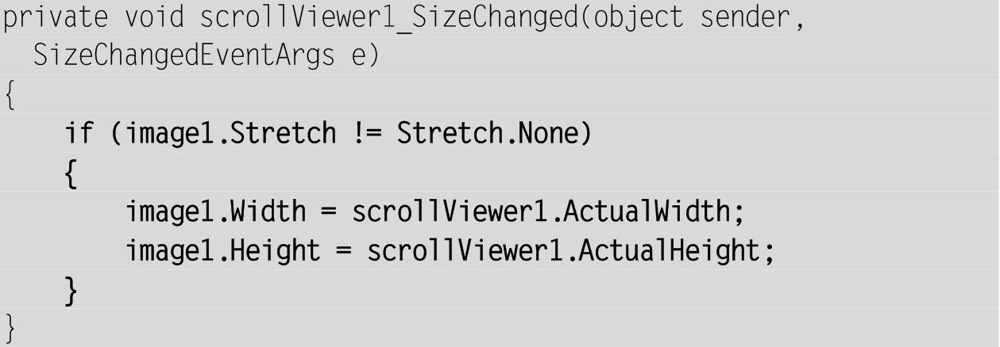 private void scrollViewer1_SizeChanged(object sender,
  SizeChangedEventArgs e)
{
    if (image1.Stretch != Stretch.None)
    {
        image1.Width = scrollViewer1.ActualWidth;
        image1.Height = scrollViewer1.ActualHeight;
    }
}